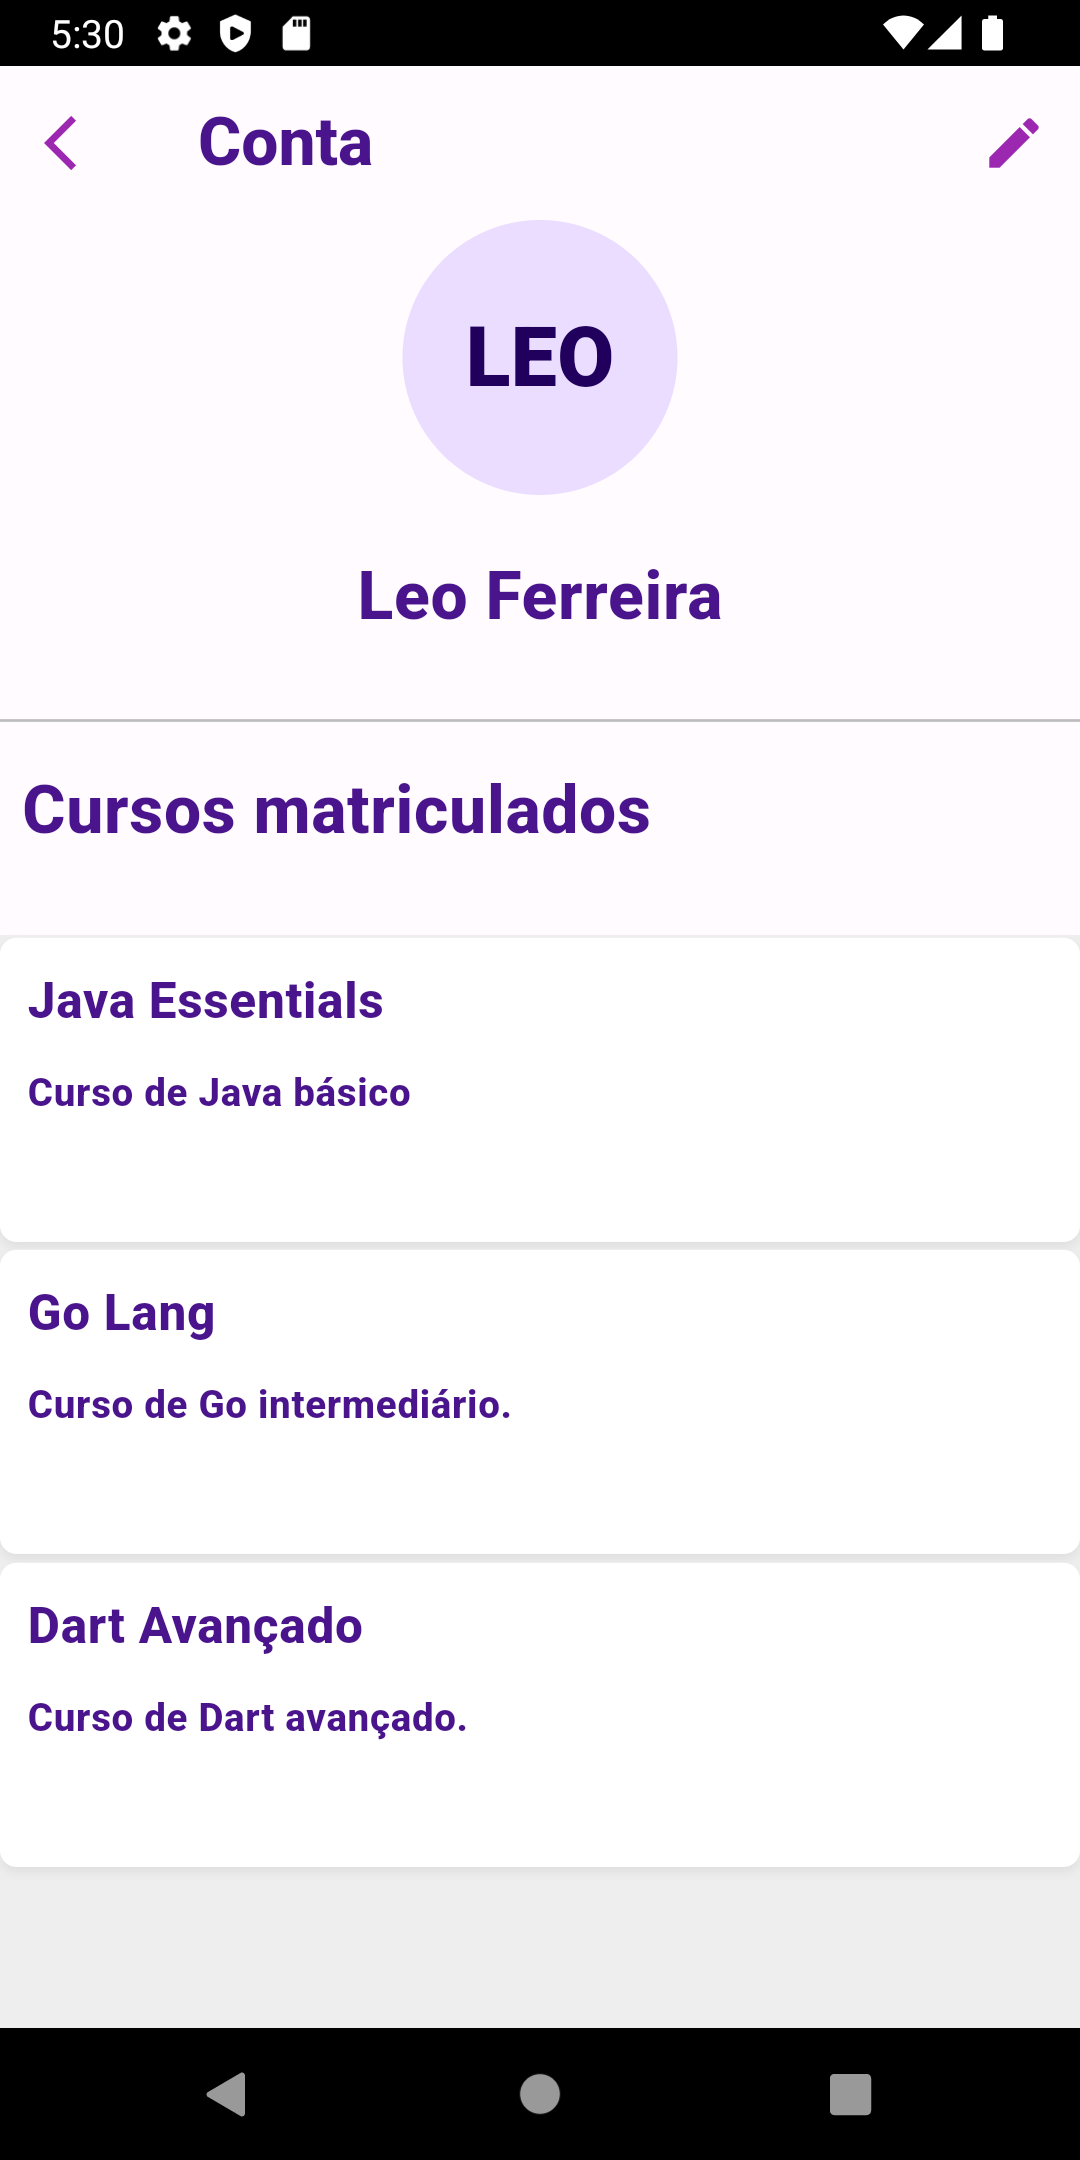 5:30
Conta
LEO
Leo Ferreira
Cursos matriculados
Java Essentials
Curso de Java básico
Go Lang
Curso de Go intermediário.
Dart Avançado
Curso de Dart avançado.